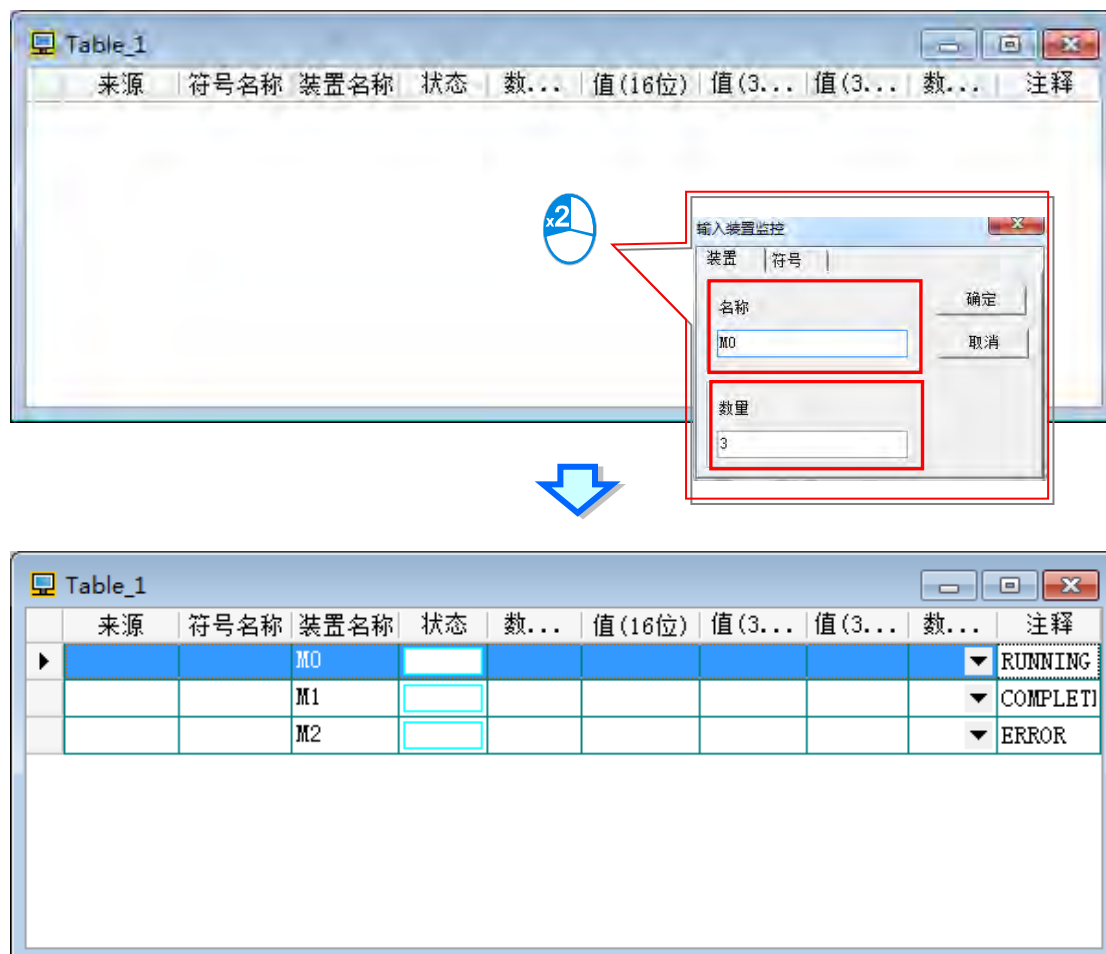 Table_1
来源 符号名称 装置名称 状态 数... 值(16位) 值(3... 值(3... 数... 注释
x2
输入装置监控
装置 符号
名称 确定
M0 取消
数量
3
Table_1
来源 符号名称 装置名称 状态 数... 值(16位) 值(3... 值(3... 数... 注释
M0 RUNNING
M1 COMPLET
M2 ERROR